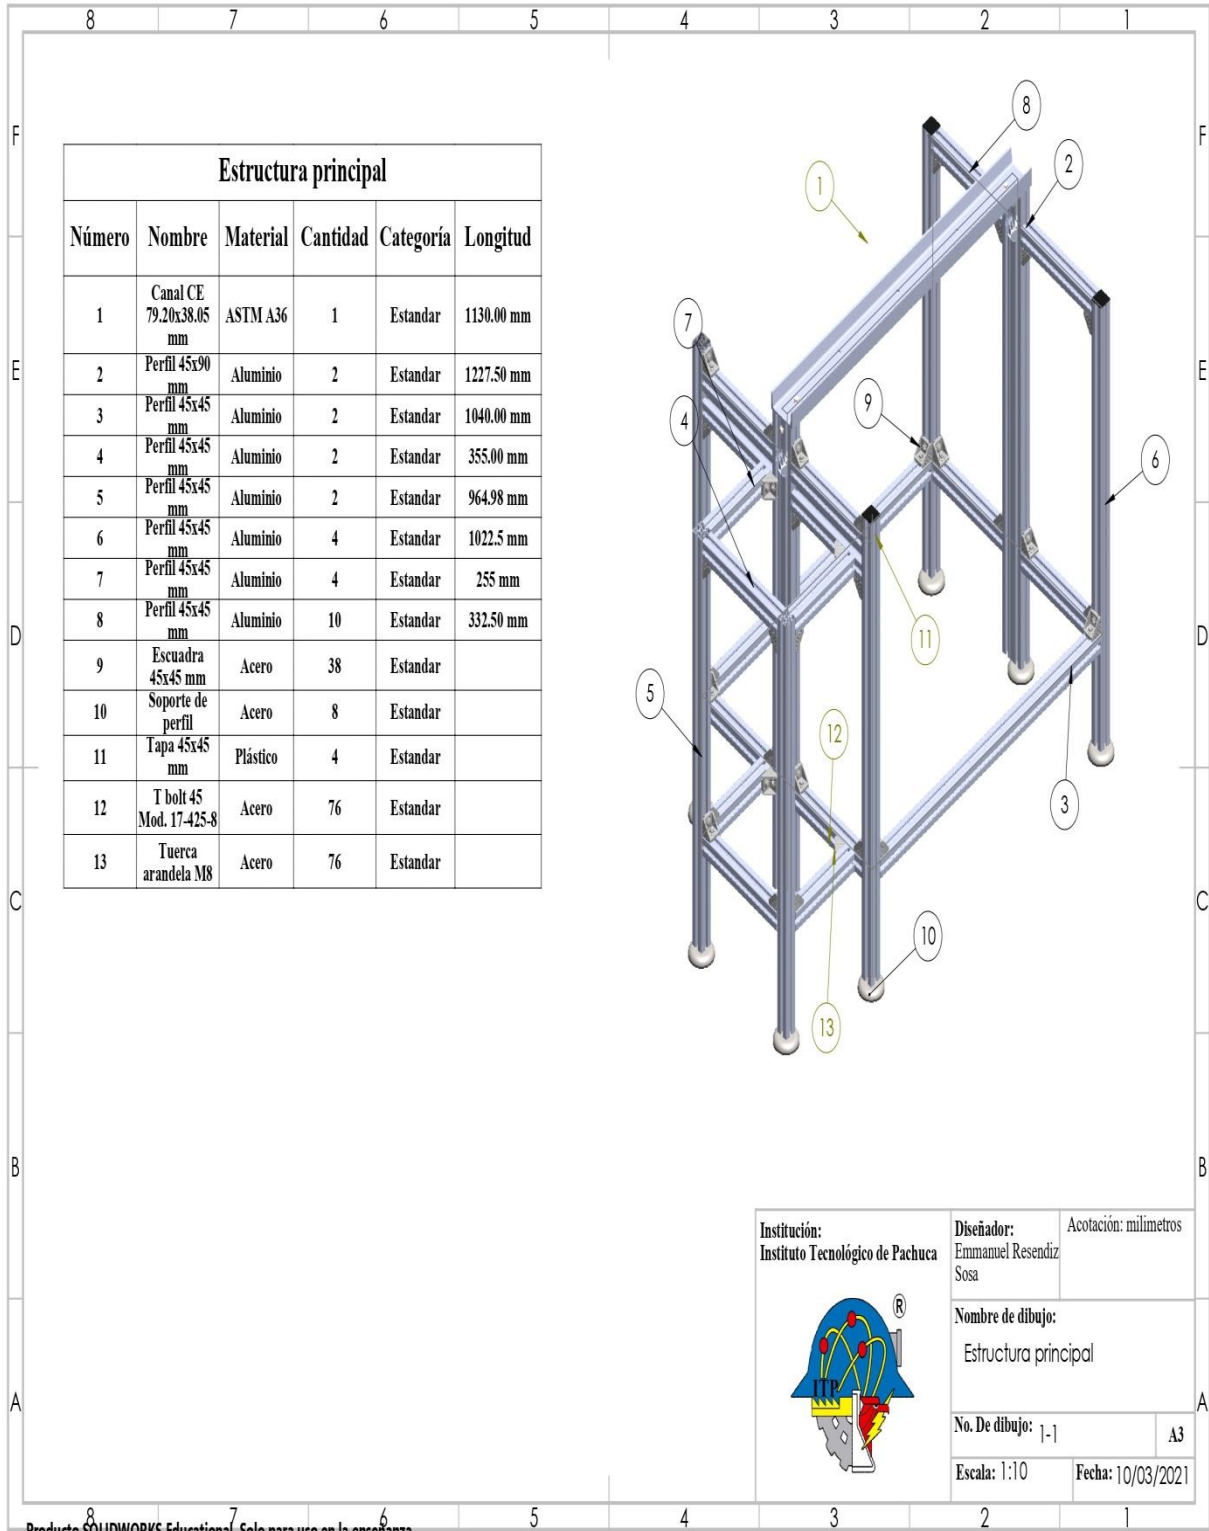 8 7 6 5 4 3 2 1
F F
E E
D D
C C
B B
A A
Estructura principal
Número Nombre Material Cantidad Categoría Longitud
1 Canal CE 79.20x38.05 mm ASTM A36 1 Estandar 1130.00 mm
2 Perfil 45x90 mm Aluminio 2 Estandar 1227.50 mm
3 Perfil 45x45 mm Aluminio 2 Estandar 1040.00 mm
4 Perfil 45x45 mm Aluminio 2 Estandar 355.00 mm
5 Perfil 45x45 mm Aluminio 2 Estandar 964.98 mm
6 Perfil 45x45 mm Aluminio 4 Estandar 1022.5 mm
7 Perfil 45x45 mm Aluminio 4 Estandar 255 mm
8 Perfil 45x45 mm Aluminio 10 Estandar 332.50 mm
9 Escuadra 45x45 mm Acero 38 Estandar
10 Soporte de perfil Acero 8 Estandar
11 Tapa 45x45 mm Plástico 4 Estandar
12 T bolt 45 Mod. 17-425-8 Acero 76 Estandar
13 Tuerca arandela M8 Acero 76 Estandar
8
2
1
7
9
4
6
11
5
12
3
10
13
Institución:
Instituto Tecnológico de Pachuca
®
ITP
Diseñador:
Emmanuel Resendiz
Sosa
Acotación: milimetros
Nombre de dibujo:
Estructura principal
No. De dibujo: 1-1
A3
Escala: 1:10
Fecha: 10/03/2021
8 7 6 5 4 3 2 1
Producto SOLIDWORKS Educational. Solo para uso en la enseñanza.